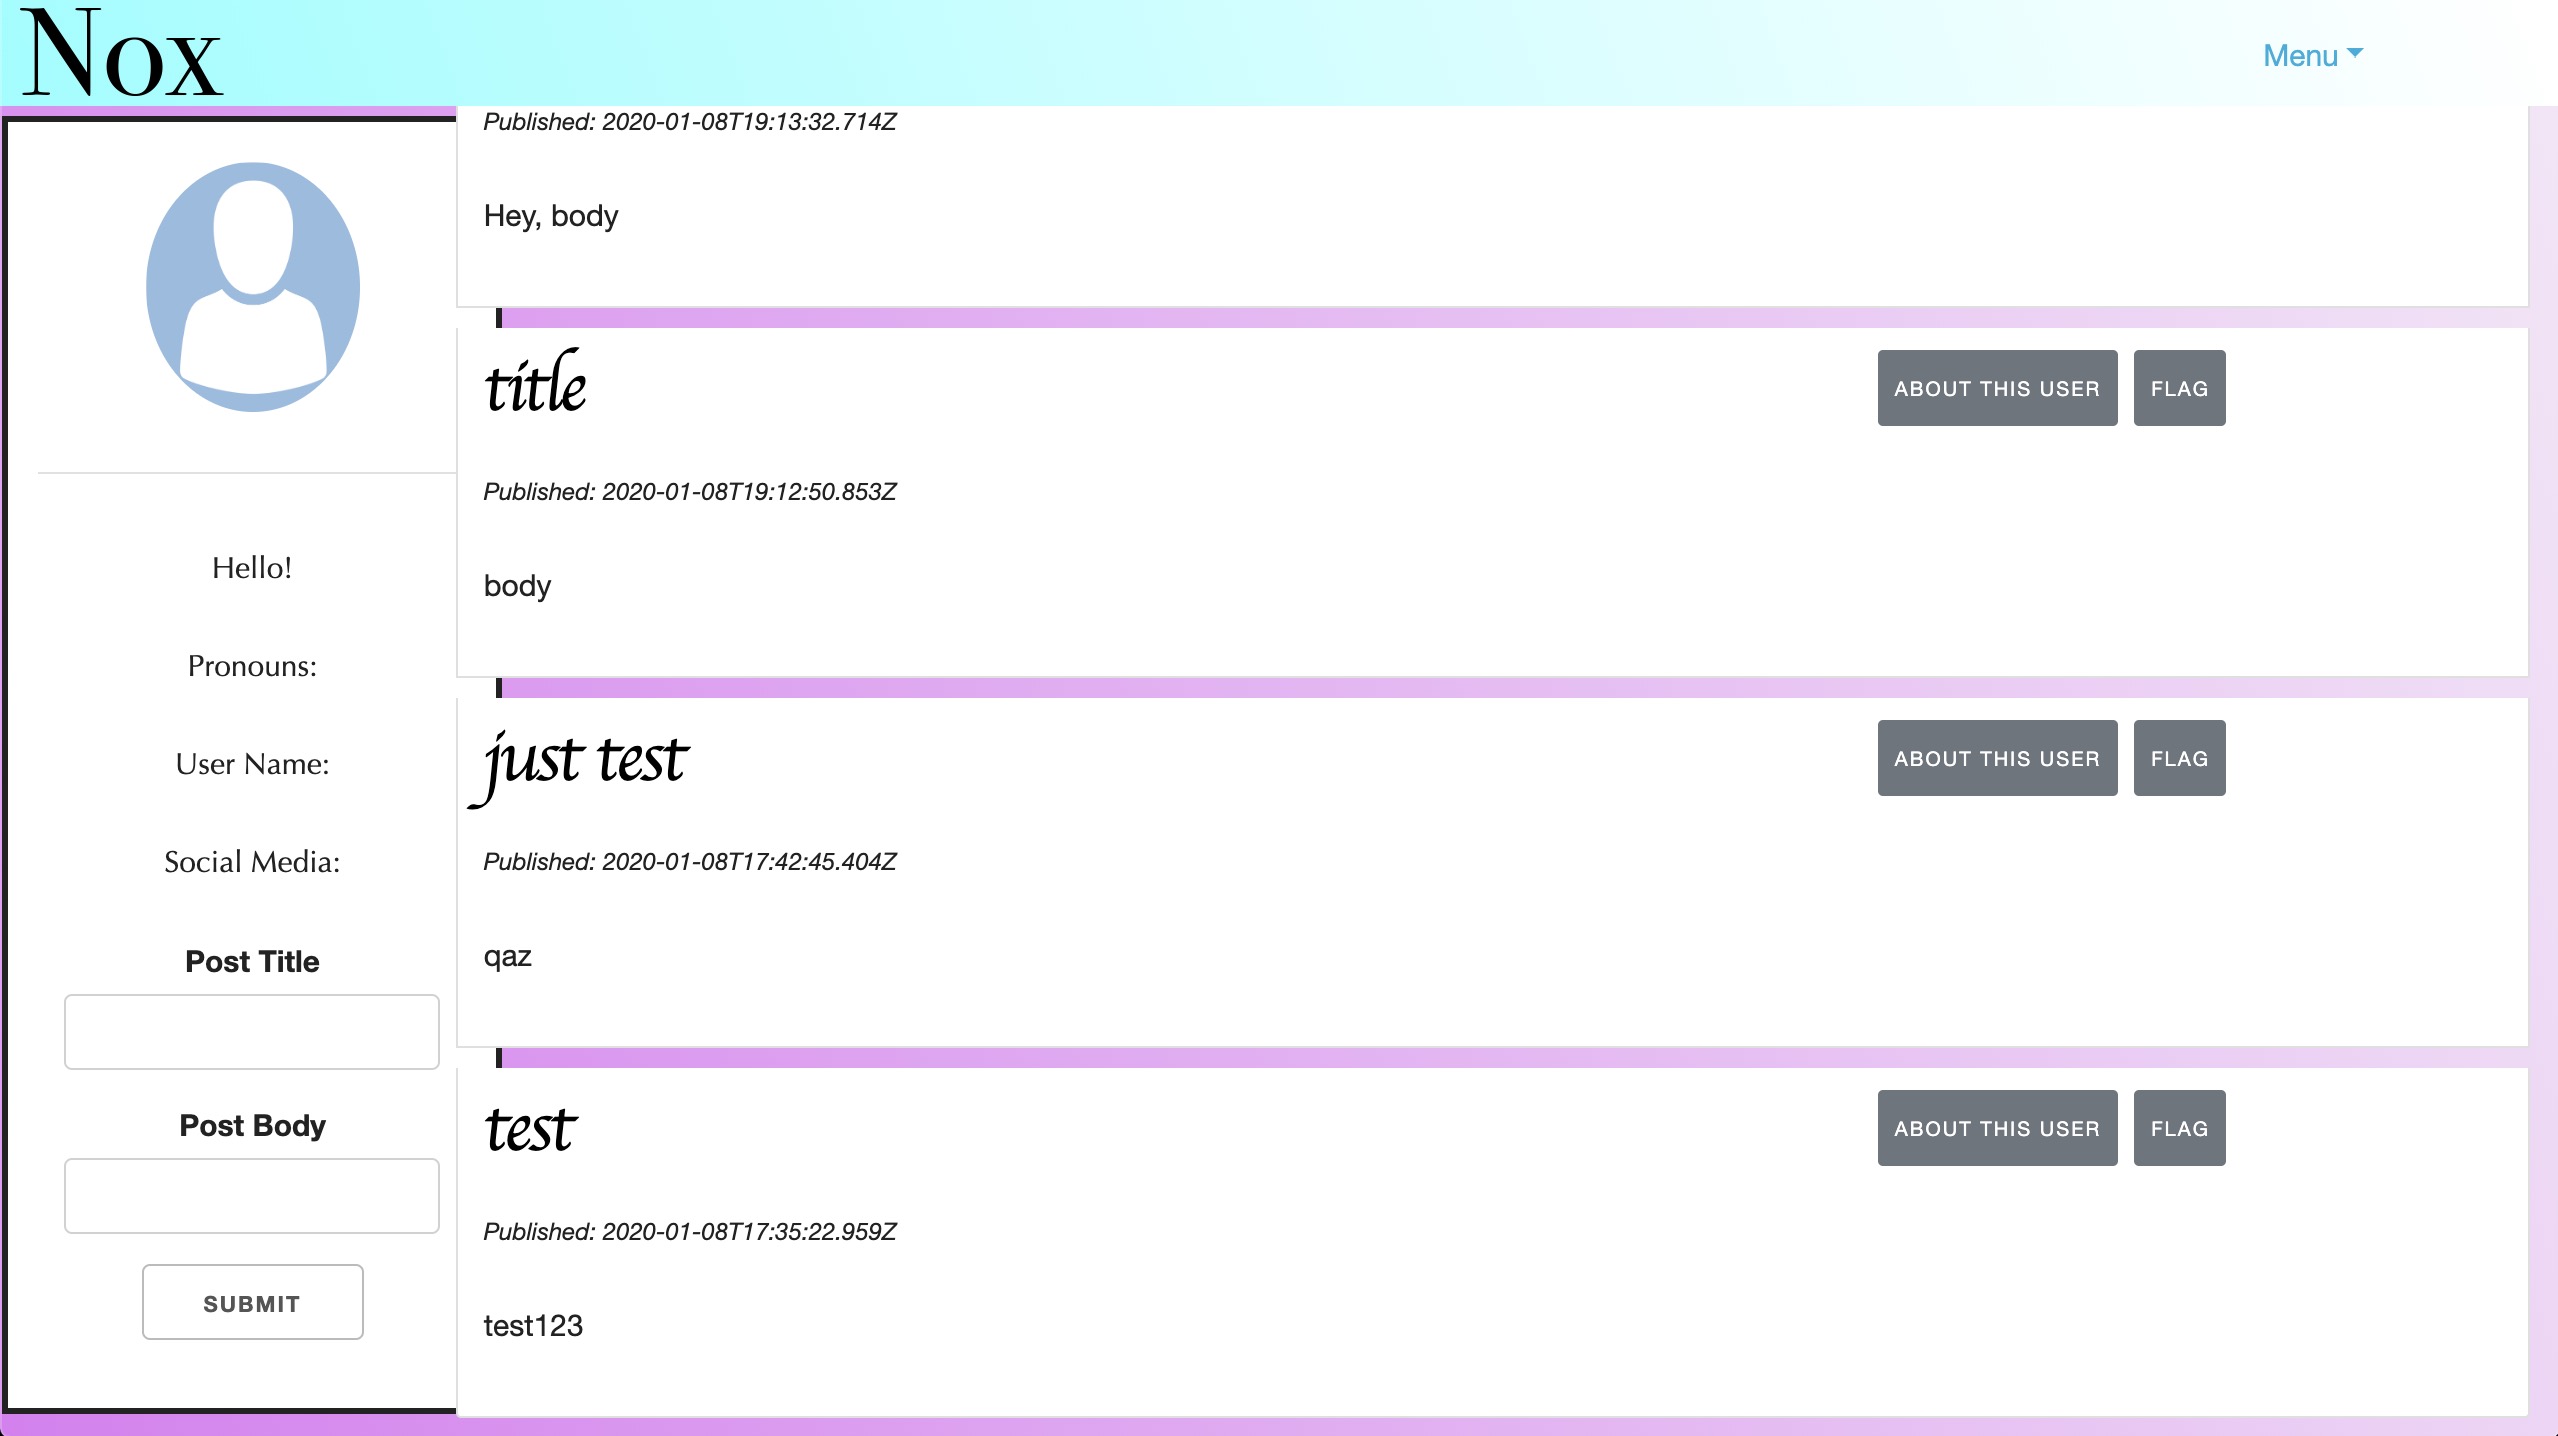 Nox
Menu
Hello!
Pronouns:
User Name:
Social Media:
Post Title
Post Body
SUBMIT
Published: 2020-01-08T19:13:32.714Z
Hey, body
title
ABOUT THIS USER
FLAG
Published: 2020-01-08T19:12:50.853Z
body
just test
ABOUT THIS USER
FLAG
Published: 2020-01-08T17:42:45.404Z
qaz
test
ABOUT THIS USER
FLAG
Published: 2020-01-08T17:35:22.959Z
test123